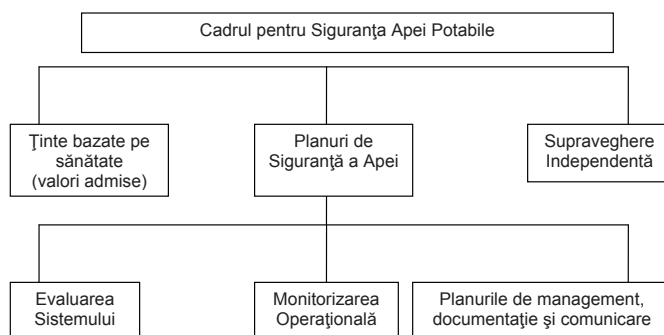 Cadrul pentru Siguranţa Apei Potabile
Ţinte bazate pe
sănătate
(valori admise)
Planuri de
Siguranţă a Apei
Supraveghere
Independentă
Evaluarea
Sistemului
Monitorizarea
Operaţională
Planurile de management,
documentaţie şi comunicare